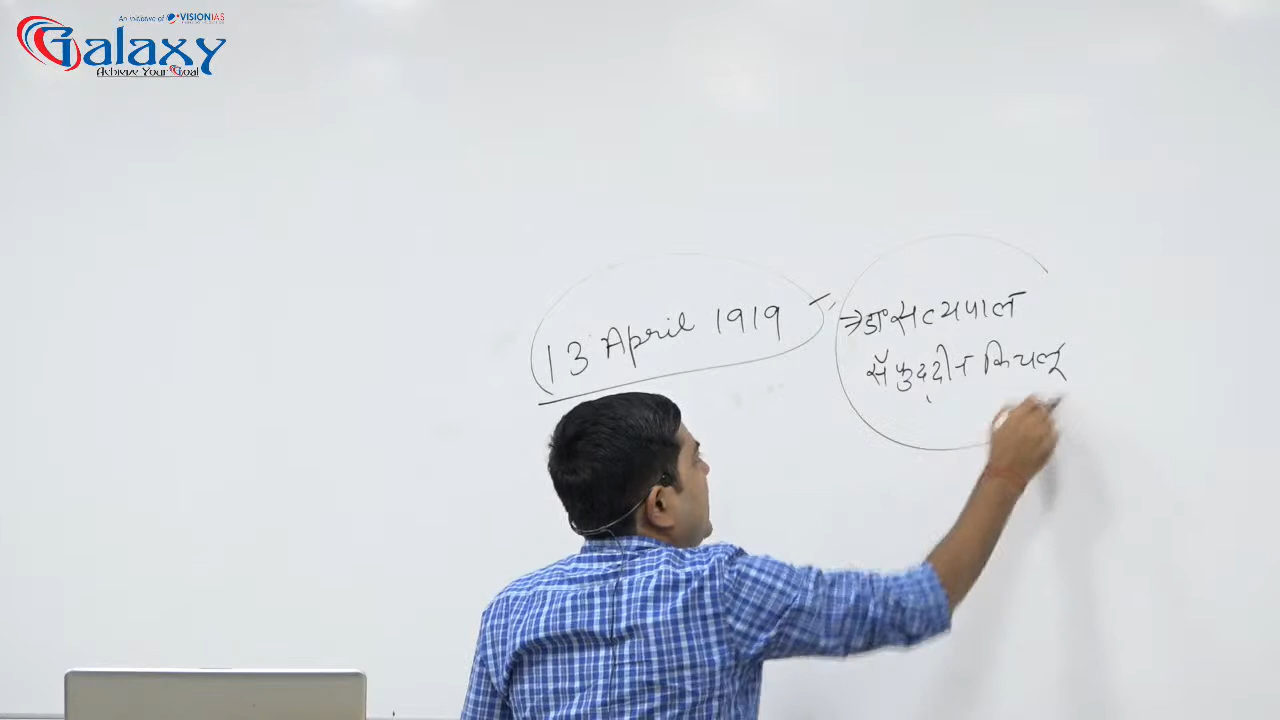 An initiative of VISIONIAS
Galaxy
Achieve Your Goal
13 April 1919
→ डॉ सत्यपाल
सैफुद्दीन किचलू